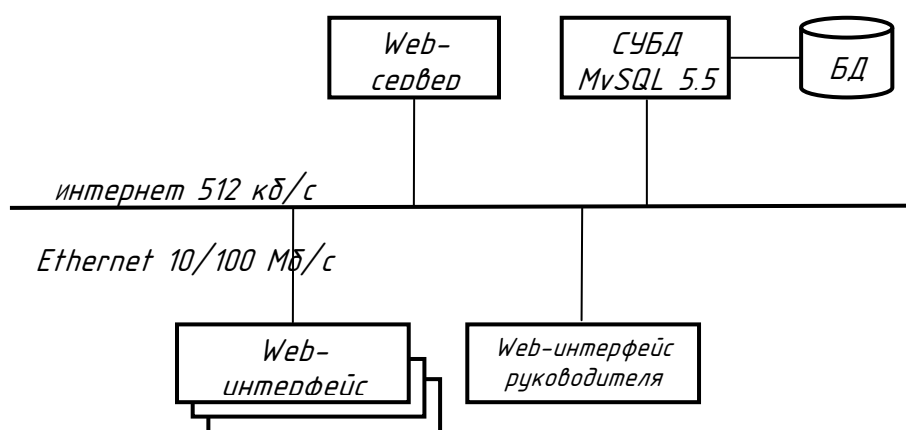 Web-
сервер
СУБД
MySQL 5.5
БД
интернет 512 кб/с
Ethernet 10/100 Мб/с
Web-
интерфейс
Web-интерфейс
руководителя